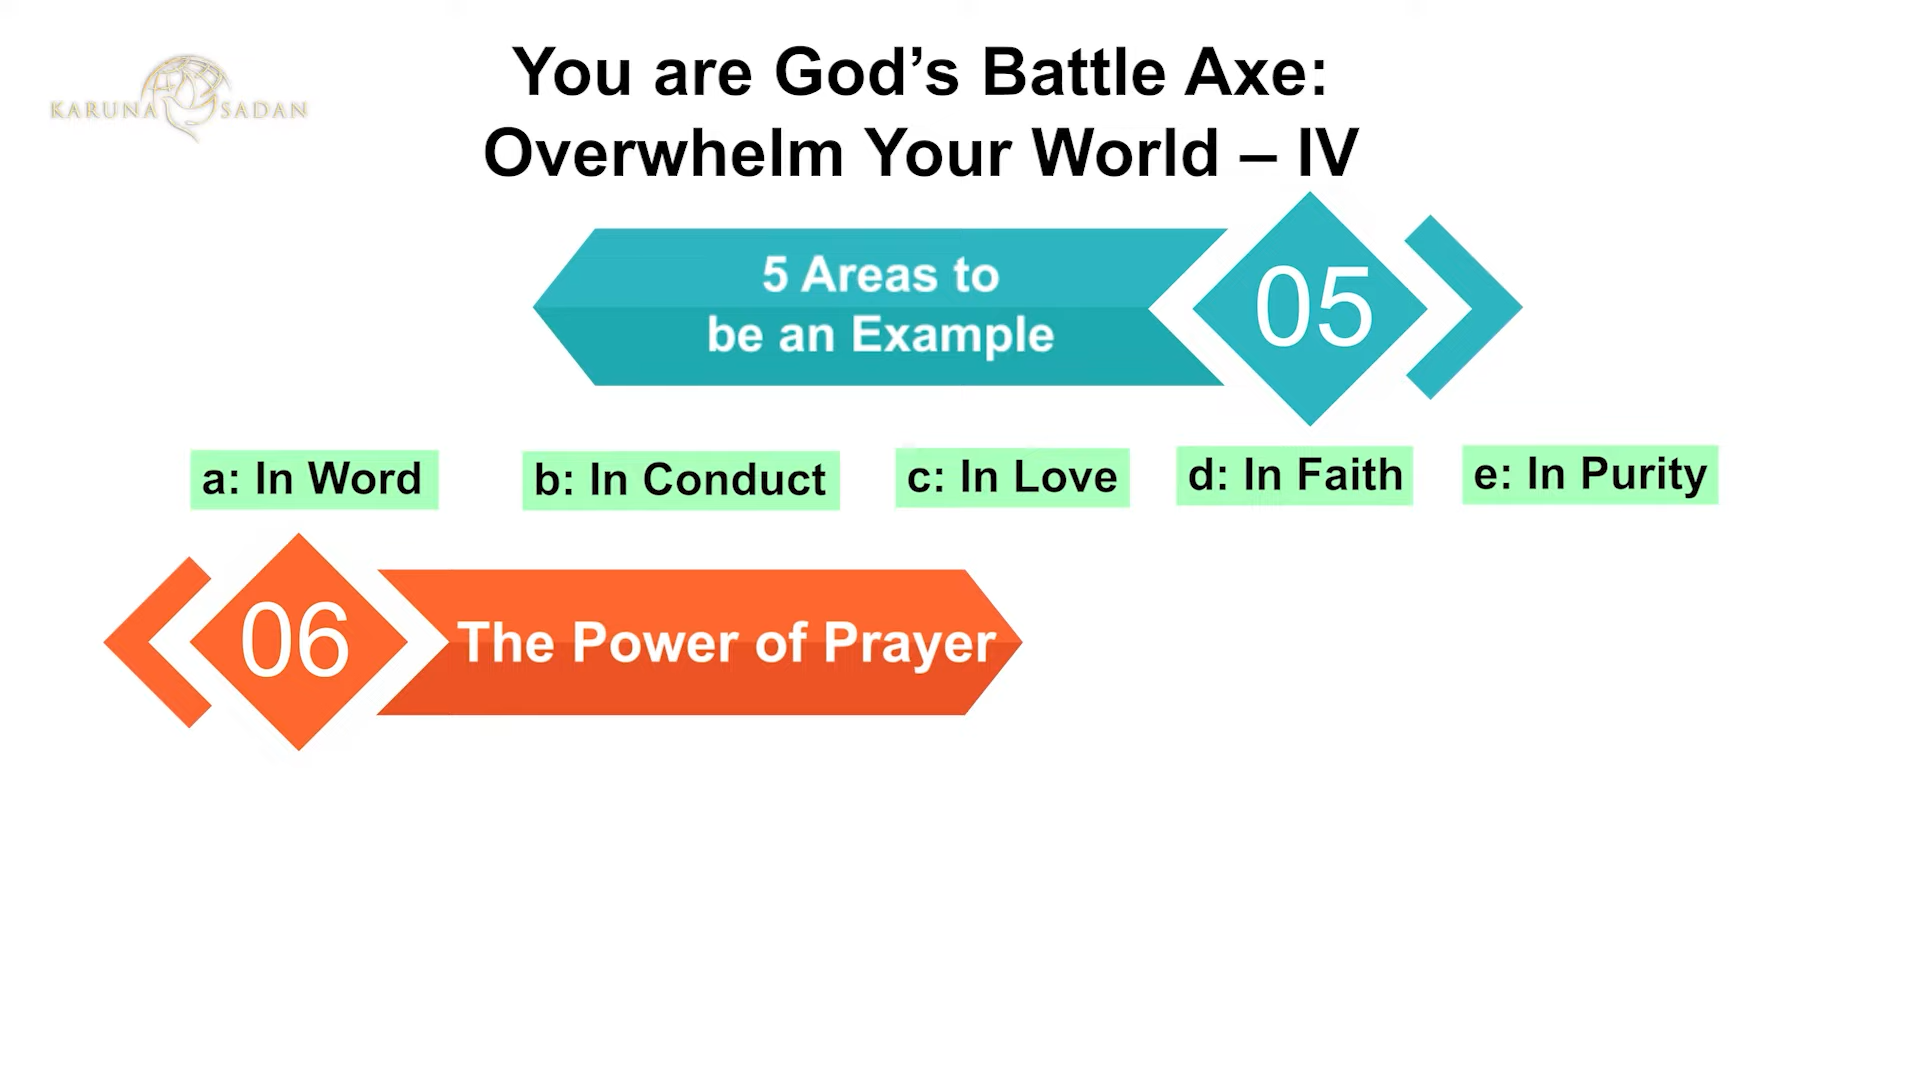 KARUNA SADAN
You are God’s Battle Axe:
Overwhelm Your World – IV
5 Areas to
be an Example
05
a: In Word
b: In Conduct
c: In Love
d: In Faith
e: In Purity
06
The Power of Prayer